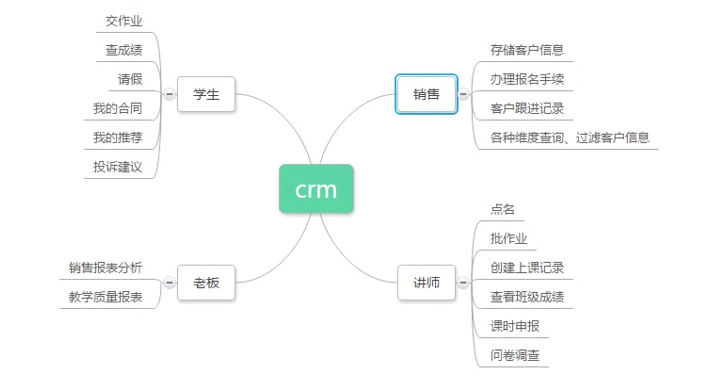 交作业
查成绩
请假
我的合同
我的推荐
投诉建议
学生
销售
存储客户信息
办理报名手续
客户跟进记录
各种维度查询、过滤客户信息
crm
销售报表分析
教学质量报表
老板
讲师
点名
批作业
创建上课记录
查看班级成绩
课时申报
问卷调查